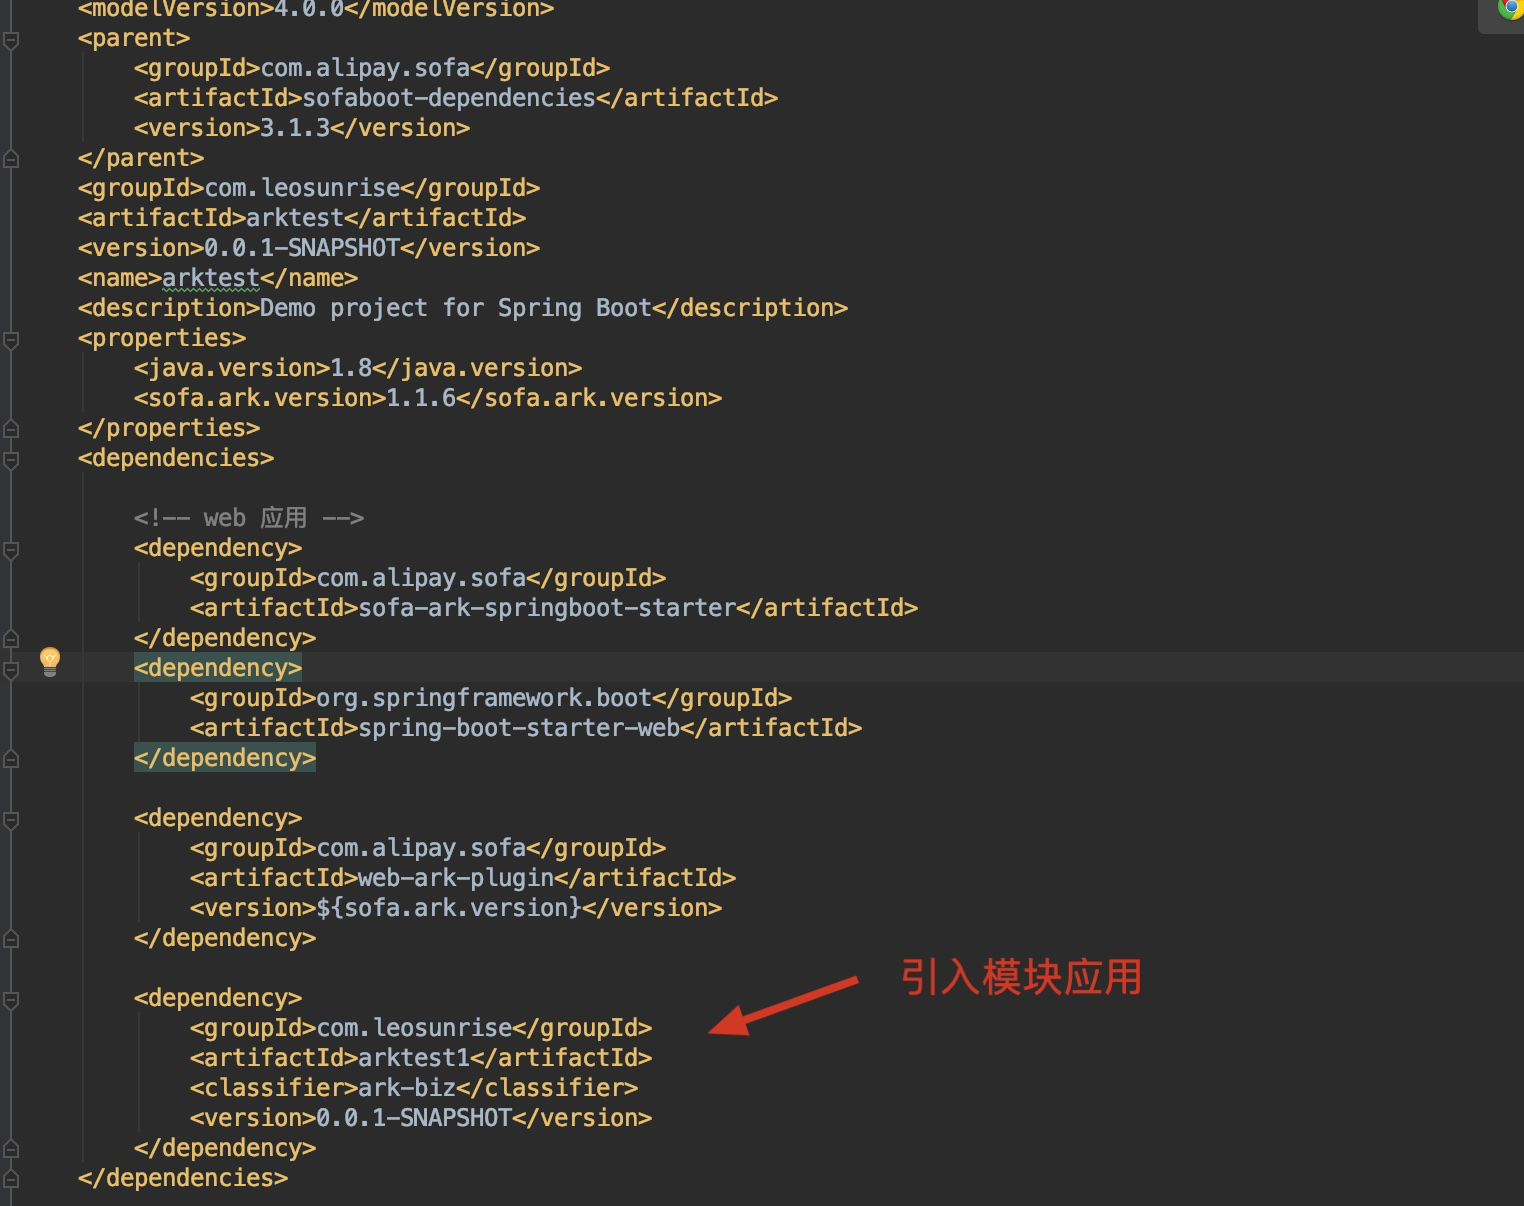 <modelVersion>4.0.0</modelVersion>
<parent>
<groupId>com.alipay.sofa</groupId>
<artifactId>sofaboot-dependencies</artifactId>
<version>3.1.3</version>
</parent>
<groupId>com.leosunrise</groupId>
<artifactId>arktest</artifactId>
<version>0.0.1-SNAPSHOT</version>
<name>arktest</name>
<description>Demo project for Spring Boot</description>
<properties>
<java.version>1.8</java.version>
<sofa.ark.version>1.1.6</sofa.ark.version>
</properties>
<dependencies>
<!-- web 应用 -->
<dependency>
<groupId>com.alipay.sofa</groupId>
<artifactId>sofa-ark-springboot-starter</artifactId>
</dependency>
<dependency>
<groupId>org.springframework.boot</groupId>
<artifactId>spring-boot-starter-web</artifactId>
</dependency>
<dependency>
<groupId>com.alipay.sofa</groupId>
<artifactId>web-ark-plugin</artifactId>
<version>${sofa.ark.version}</version>
</dependency>
引入模块应用
<dependency>
<groupId>com.leosunrise</groupId>
<artifactId>arktest1</artifactId>
<classifier>ark-biz</classifier>
<version>0.0.1-SNAPSHOT</version>
</dependency>
</dependencies>